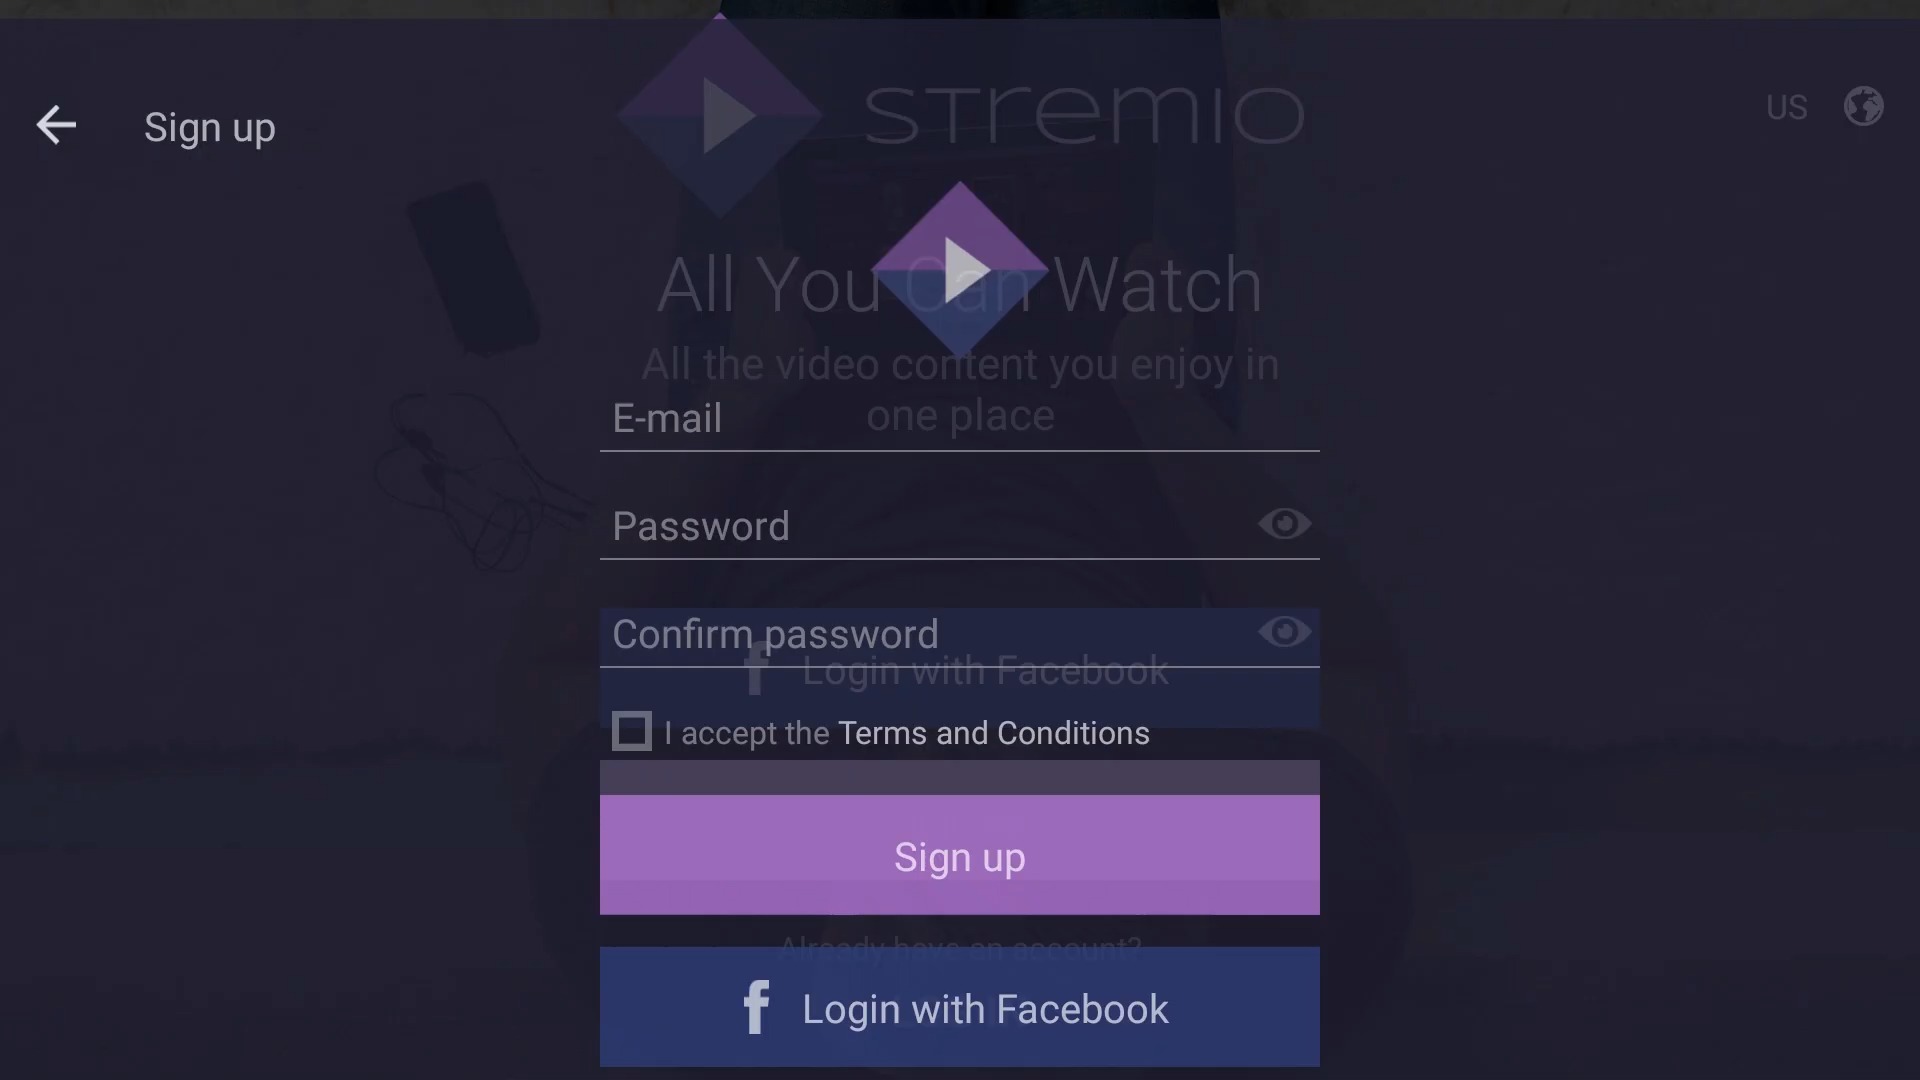 Sign up
STREMIO
US
All You Can Watch
All the video content you enjoy in
one place
E-mail
Password
Confirm password
Login with Facebook
I accept the Terms and Conditions
Sign up
Already have an account?
Login with Facebook